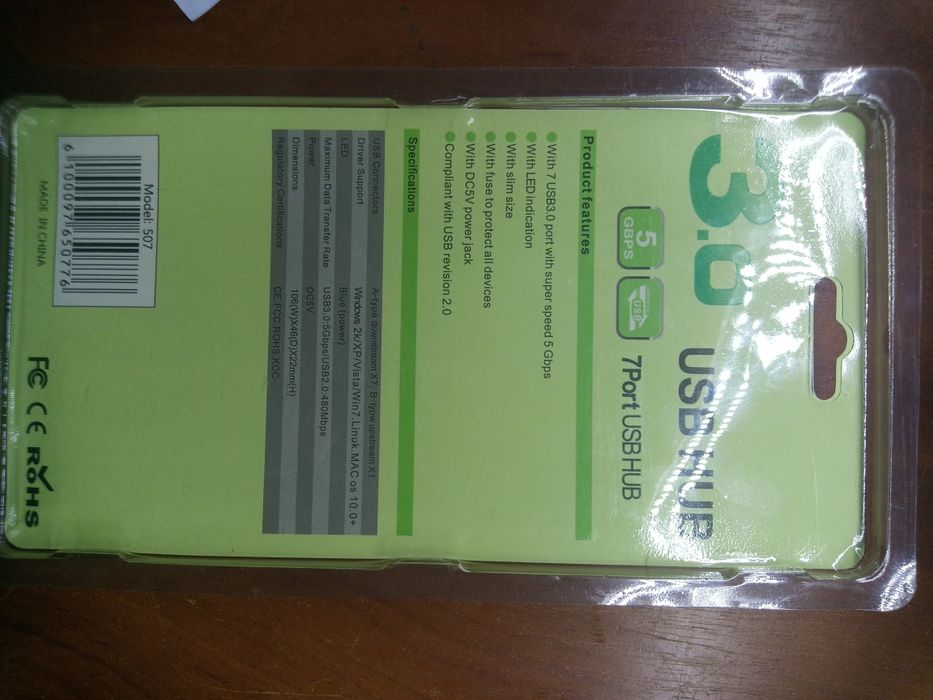 3.0 USB HUB
5
GBPS
USB
7Port USB HUB
Product features
With 7 USB3.0 port with super speed 5 Gbps
With LED indication
With slim size
With fuse to protect all devices
With DC5V power jack
Compliant with USB revision 2.0
Specifications
USB Connectors A-type downstream X7, B-typw upstream X1
Driver Support Windows 2k/XP/Vista/Win7.Linuk.MAC os 10.0+
LED Blue (power)
Maximum Data Transfer Rate USB3.0:5Gbps/USB2.0:480Mbps
Power DC5V
Dimensions 106(W)X46(D)X22mm(H)
Regulatory Certifications CE.FCC.ROHS.KCC
Model: 507
6 100097 650776
MADE IN CHINA
FC CE RoHS